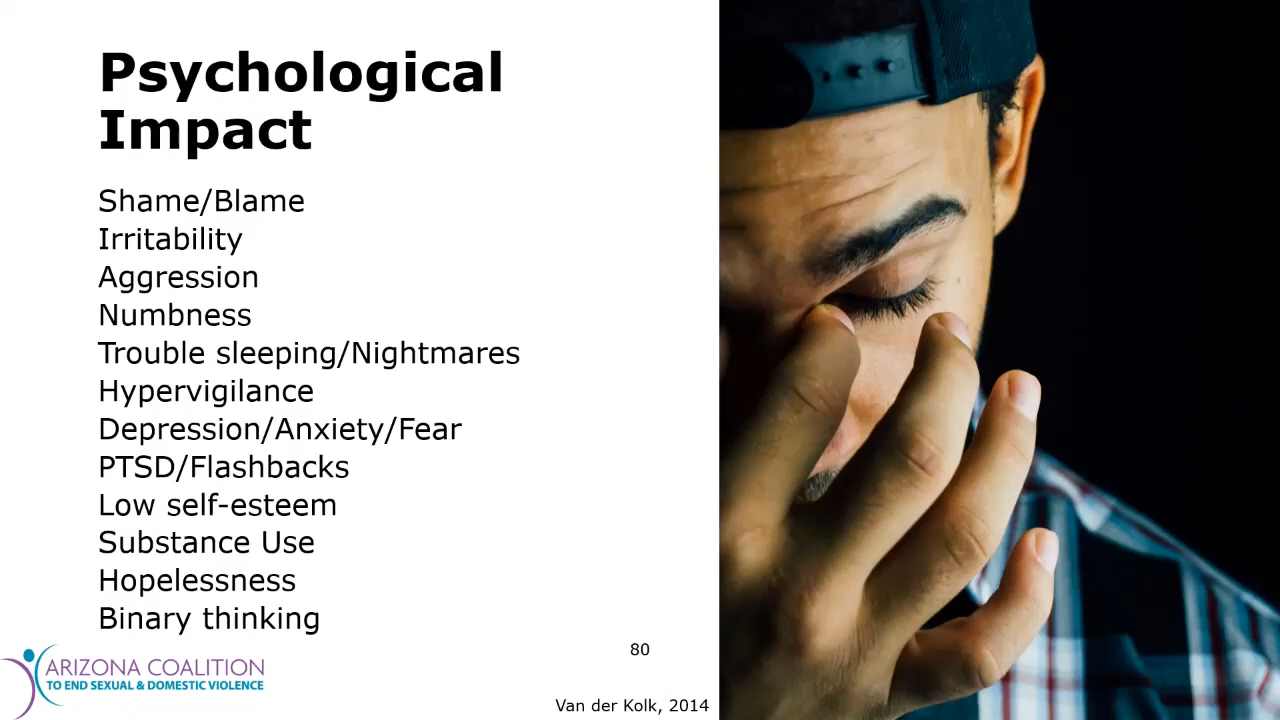 Psychological
Impact
Shame/Blame
Irritability
Aggression
Numbness
Trouble sleeping/Nightmares
Hypervigilance
Depression/Anxiety/Fear
PTSD/Flashbacks
Low self-esteem
Substance Use
Hopelessness
Binary thinking
80
ARIZONA COALITION
TO END SEXUAL & DOMESTIC VIOLENCE
Van der Kolk, 2014